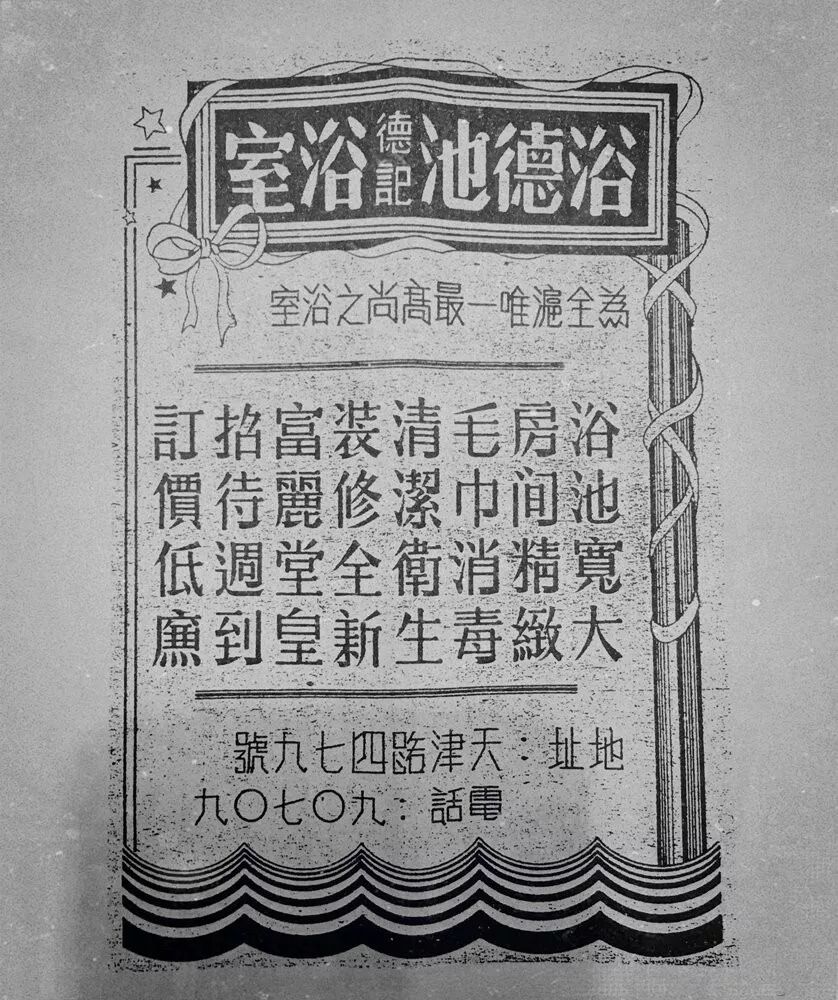 浴德池德記浴室
為全滬唯一最髙尚之浴室
浴池寬大
房间精緻
毛巾消毒
清潔衛生
装修全新
富麗堂皇
招待週到
訂價低廉
地址：天津路四七九號
電話：九〇七〇九